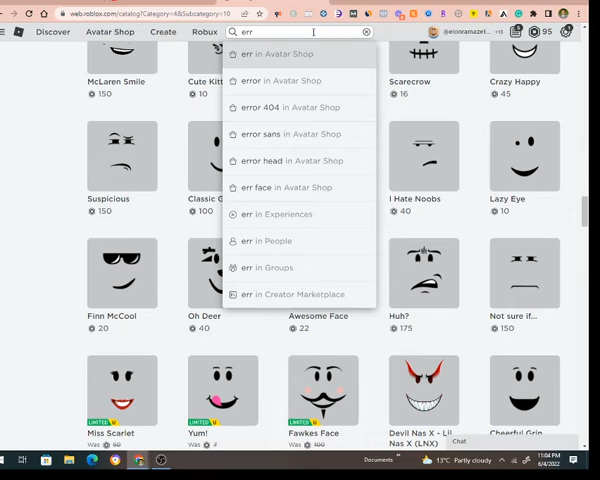 web.roblox.com/catalog?Category=4&Subcategory=10
Discover Avatar Shop Create Robux err @elonramazet... +13 95
McLaren Smile Scarecrow Crazy Happy
150 10 16 45
err in Avatar Shop
error in Avatar Shop
error 404 in Avatar Shop
error sans in Avatar Shop
error head in Avatar Shop
err face in Avatar Shop
err in Experiences
err in People
err in Groups
err in Creator Marketplace
Suspicious I Hate Noobs Lazy Eye
150 100 40 10
Finn McCool Oh Deer Awesome Face Huh? Not sure if...
20 40 22 175 150
LIMITED U LIMITED U LIMITED U
Miss Scarlet Yum! Fawkes Face Devil Nas X - Lil Nas X (LNX) Cheerful Grin
Was 50 Was 7 Was 100
Chat
Documents 13°C Partly cloudy 11:04 PM
6/4/2022